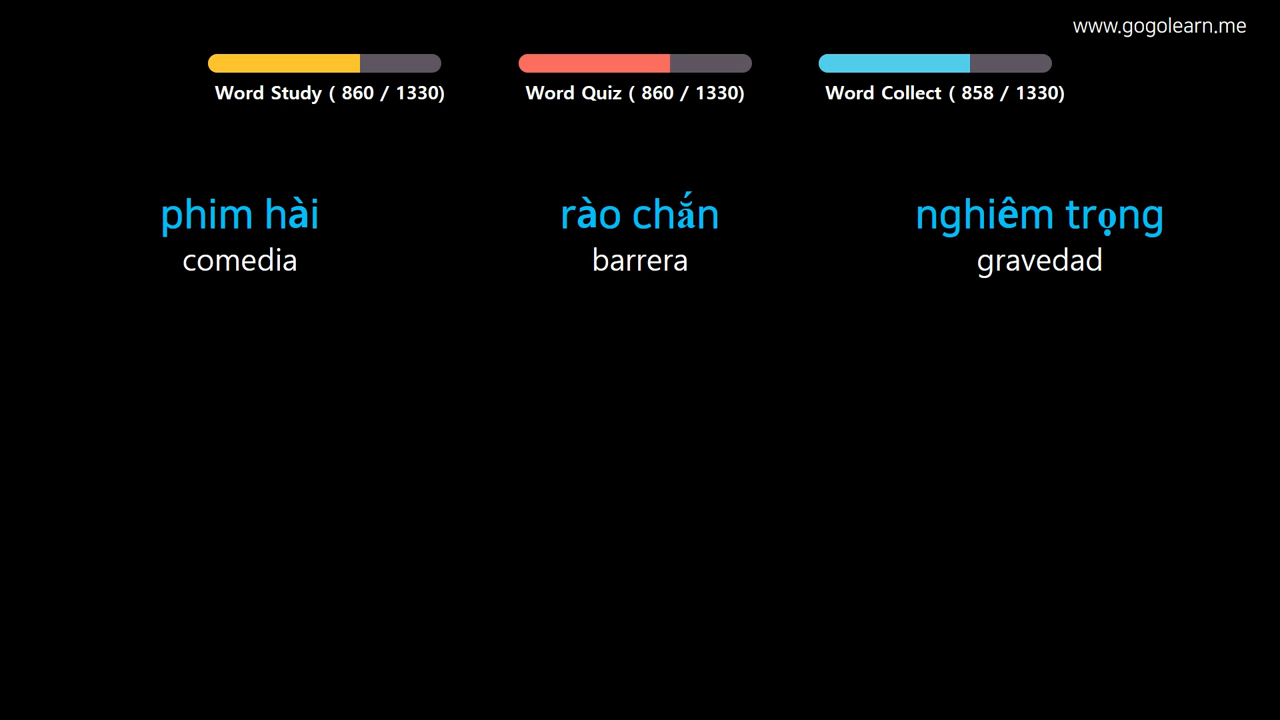 www.gogolearn.me
Word Study ( 860 / 1330)
Word Quiz ( 860 / 1330)
Word Collect ( 858 / 1330)
phim hài
comedia
rào chắn
barrera
nghiêm trọng
gravedad